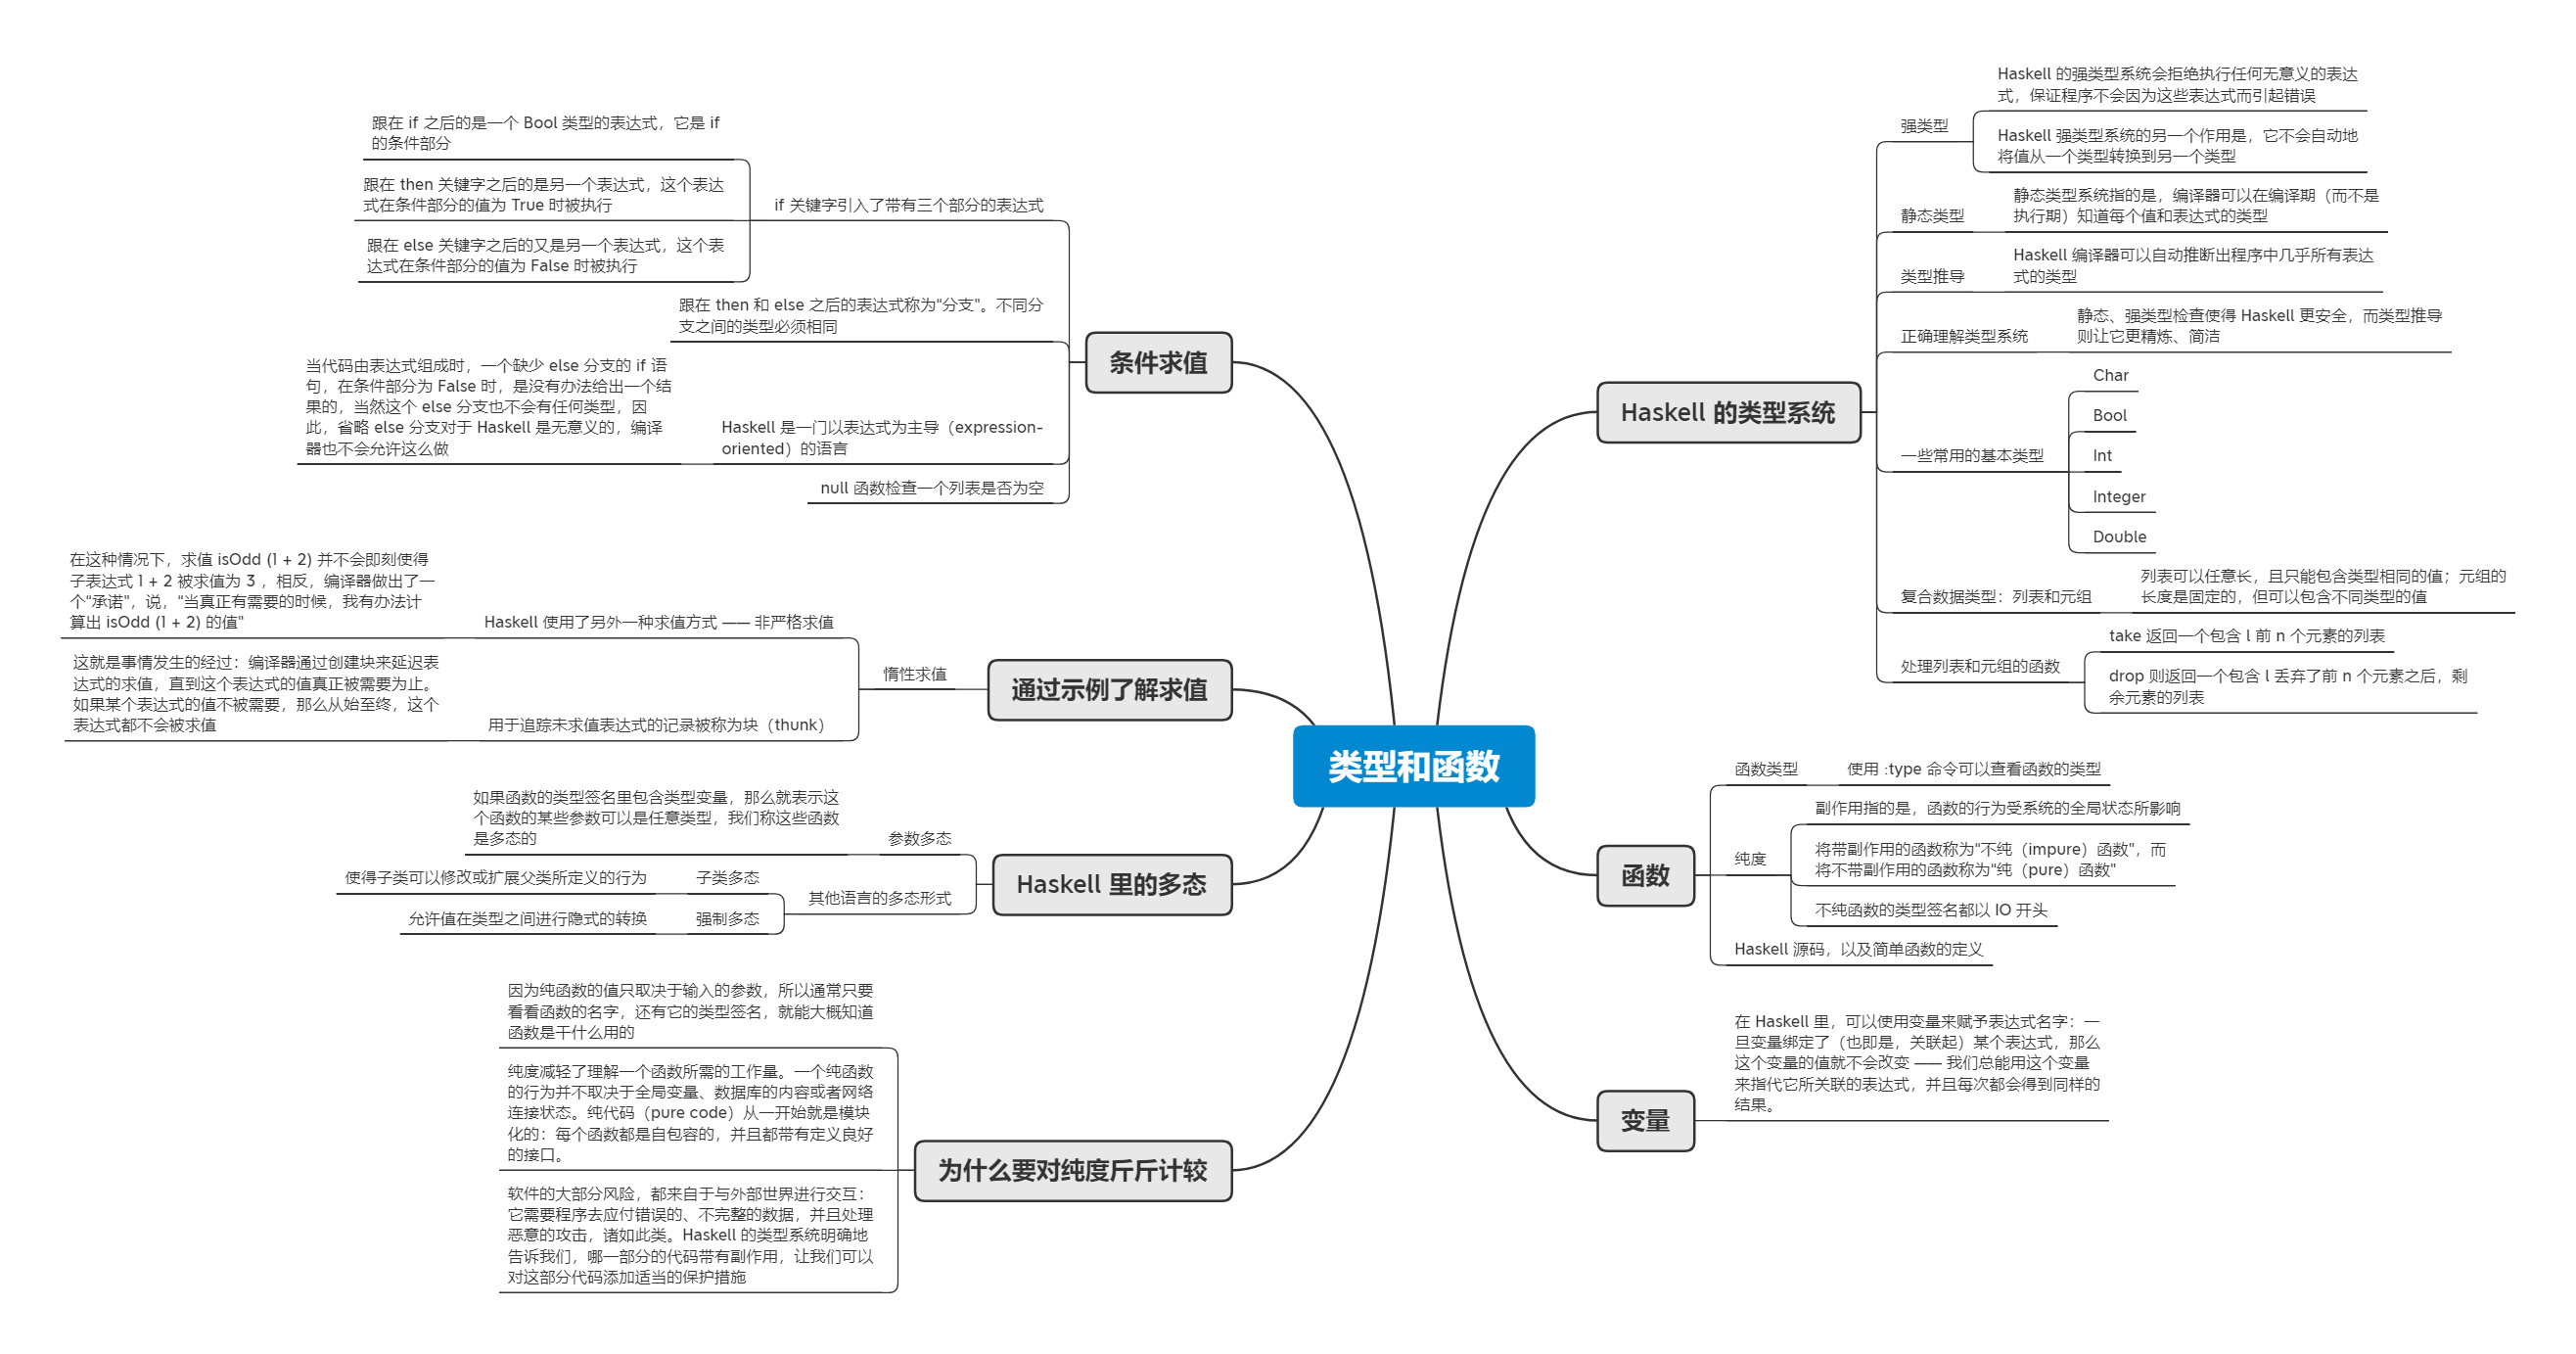 类型和函数
Haskell 的类型系统
强类型
Haskell 的强类型系统会拒绝执行任何无意义的表达
式，保证程序不会因为这些表达式而引起错误
Haskell 强类型系统的另一个作用是，它不会自动地
将值从一个类型转换到另一个类型
静态类型
静态类型系统指的是，编译器可以在编译期（而不是
执行期）知道每个值和表达式的类型
类型推导
Haskell 编译器可以自动推断出程序中几乎所有表达
式的类型
正确理解类型系统
静态、强类型检查使得 Haskell 更安全，而类型推导
则让它更精炼、简洁
一些常用的基本类型
Char
Bool
Int
Integer
Double
复合数据类型：列表和元组
列表可以任意长，且只能包含类型相同的值；元组的
长度是固定的，但可以包含不同类型的值
处理列表和元组的函数
take 返回一个包含 l 前 n 个元素的列表
drop 则返回一个包含 l 丢弃了前 n 个元素之后，剩
余元素的列表
函数
函数类型
使用 :type 命令可以查看函数的类型
纯度
副作用指的是，函数的行为受系统的全局状态所影响
将带副作用的函数称为"不纯（impure）函数"，而
将不带副作用的函数称为"纯（pure）函数"
不纯函数的类型签名都以 IO 开头
Haskell 源码，以及简单函数的定义
变量
在 Haskell 里，可以使用变量来赋予表达式名字：一
旦变量绑定了（也即是，关联起）某个表达式，那么
这个变量的值就不会改变 —— 我们总能用这个变量
来指代它所关联的表达式，并且每次都会得到同样的
结果。
条件求值
if 关键字引入了带有三个部分的表达式
跟在 if 之后的是一个 Bool 类型的表达式，它是 if
的条件部分
跟在 then 关键字之后的是另一个表达式，这个表达
式在条件部分的值为 True 时被执行
跟在 else 关键字之后的又是另一个表达式，这个表
达式在条件部分的值为 False 时被执行
跟在 then 和 else 之后的表达式称为"分支"。不同分
支之间的类型必须相同
Haskell 是一门以表达式为主导（expression-
oriented）的语言
当代码由表达式组成时，一个缺少 else 分支的 if 语
句，在条件部分为 False 时，是没有办法给出一个结
果的，当然这个 else 分支也不会有任何类型，因
此，省略 else 分支对于 Haskell 是无意义的，编译
器也不会允许这么做
null 函数检查一个列表是否为空
通过示例了解求值
惰性求值
Haskell 使用了另外一种求值方式 —— 非严格求值
在这种情况下，求值 isOdd (1 + 2) 并不会即刻使得
子表达式 1 + 2 被求值为 3 ，相反，编译器做出了一
个"承诺"，说，"当真正有需要的时候，我有办法计
算出 isOdd (1 + 2) 的值"
用于追踪未求值表达式的记录被称为块（thunk）
这就是事情发生的经过：编译器通过创建块来延迟表
达式的求值，直到这个表达式的值真正被需要为止。
如果某个表达式的值不被需要，那么从始至终，这个
表达式都不会被求值
Haskell 里的多态
参数多态
如果函数的类型签名里包含类型变量，那么就表示这
个函数的某些参数可以是任意类型，我们称这些函数
是多态的
其他语言的多态形式
子类多态
使得子类可以修改或扩展父类所定义的行为
强制多态
允许值在类型之间进行隐式的转换
为什么要对纯度斤斤计较
因为纯函数的值只取决于输入的参数，所以通常只要
看看函数的名字，还有它的类型签名，就能大概知道
函数是干什么用的
纯度减轻了理解一个函数所需的工作量。一个纯函数
的行为并不取决于全局变量、数据库的内容或者网络
连接状态。纯代码（pure code）从一开始就是模块
化的：每个函数都是自包容的，并且都带有定义良好
的接口。
软件的大部分风险，都来自于与外部世界进行交互：
它需要程序去应付错误的、不完整的数据，并且处理
恶意的攻击，诸如此类。Haskell 的类型系统明确地
告诉我们，哪一部分的代码带有副作用，让我们可以
对这部分代码添加适当的保护措施